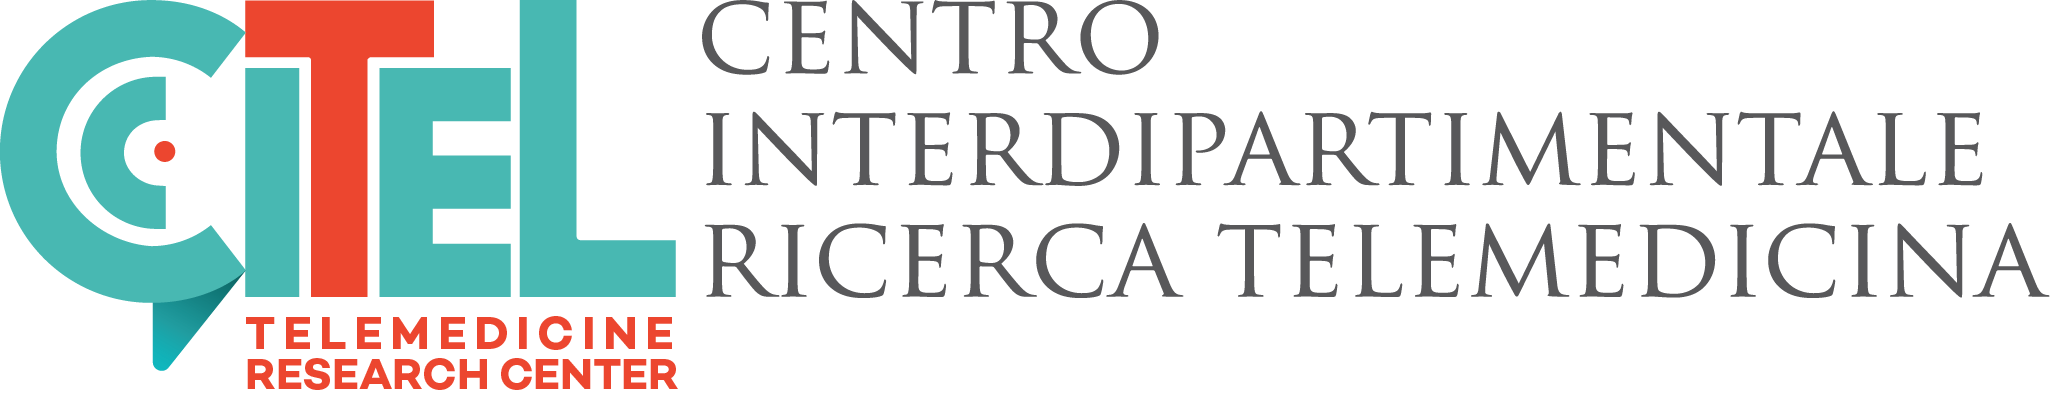 CiTEL
TELEMEDICINE
RESEARCH CENTER
CENTRO
INTERDIPARTIMENTALE
RICERCA TELEMEDICINA